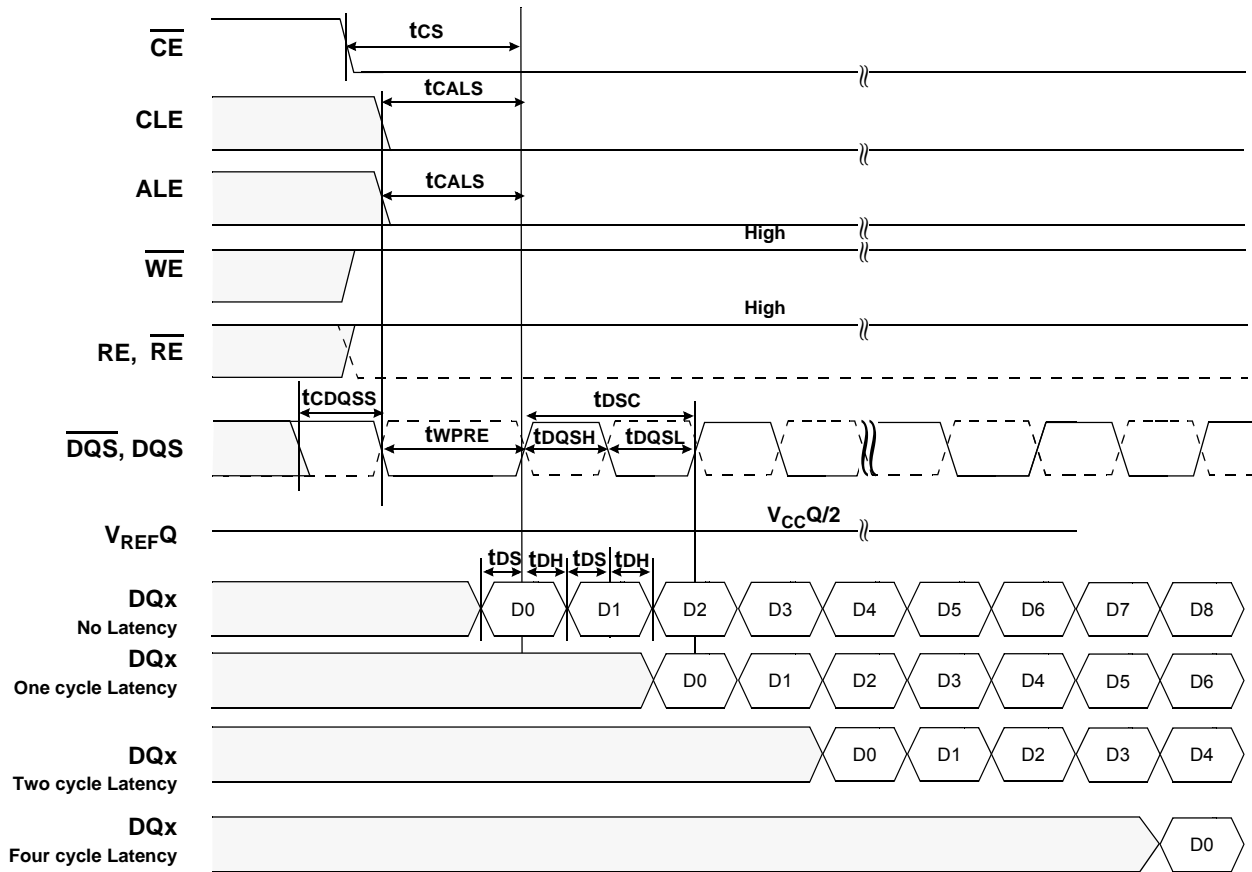 CE
tCS
CLE
tCALS
ALE
tCALS
WE
High
RE, RE
High
DQS, DQS
tCDQSS
tWPRE
tDSC
tDQSH
tDQSL
VREFQ
VCCQ/2
tDS tDH tDS tDH
DQx
No Latency
D0 D1 D2 D3 D4 D5 D6 D7 D8
DQx
One cycle Latency
D0 D1 D2 D3 D4 D5 D6
DQx
Two cycle Latency
D0 D1 D2 D3 D4
DQx
Four cycle Latency
D0